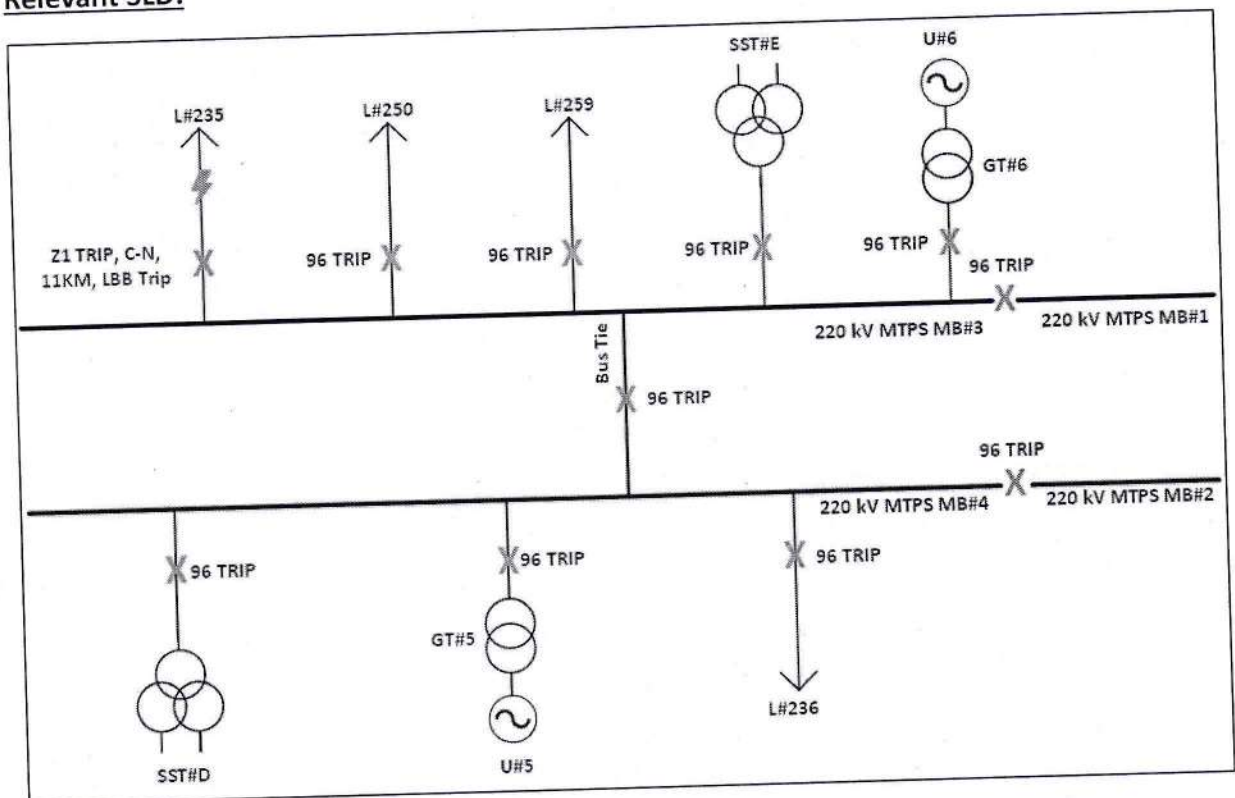 Relevant SLD:
SST#E
U#6
L#235
L#250
L#259
GT#6
Z1 TRIP, C-N,
11KM, LBB Trip
96 TRIP
96 TRIP
96 TRIP
96 TRIP
96 TRIP
220 kV MTPS MB#3
220 kV MTPS MB#1
Bus Tie
96 TRIP
96 TRIP
220 kV MTPS MB#4
220 kV MTPS MB#2
96 TRIP
96 TRIP
96 TRIP
GT#5
L#236
SST#D
U#5